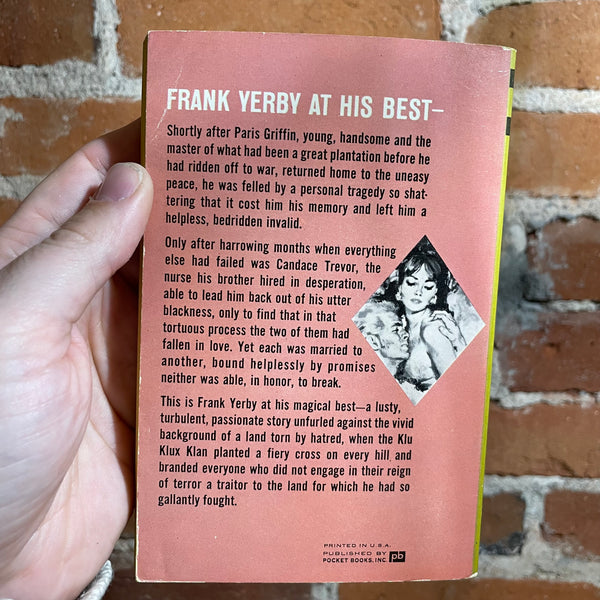 FRANK YERBY AT HIS BEST—
Shortly after Paris Griffin, young, handsome and the
master of what had been a great plantation before he
had ridden off to war, returned home to the uneasy
peace, he was felled by a personal tragedy so shat-
tering that it cost him his memory and left him a
helpless, bedridden invalid.
Only after harrowing months when everything
else had failed was Candace Trevor, the
nurse his brother hired in desperation,
able to lead him back out of his utter
blackness, only to find that in that
tortuous process the two of them had
fallen in love. Yet each was married to
another, bound helplessly by promises
neither was able, in honor, to break.
This is Frank Yerby at his magical best—a lusty,
turbulent, passionate story unfurled against the vivid
background of a land torn by hatred, when the Klu
Klux Klan planted a fiery cross on every hill and
branded everyone who did not engage in their reign
of terror a traitor to the land for which he had so
gallantly fought.
PRINTED IN U.S.A.
PUBLISHED BY
POCKET BOOKS, INC.
pb